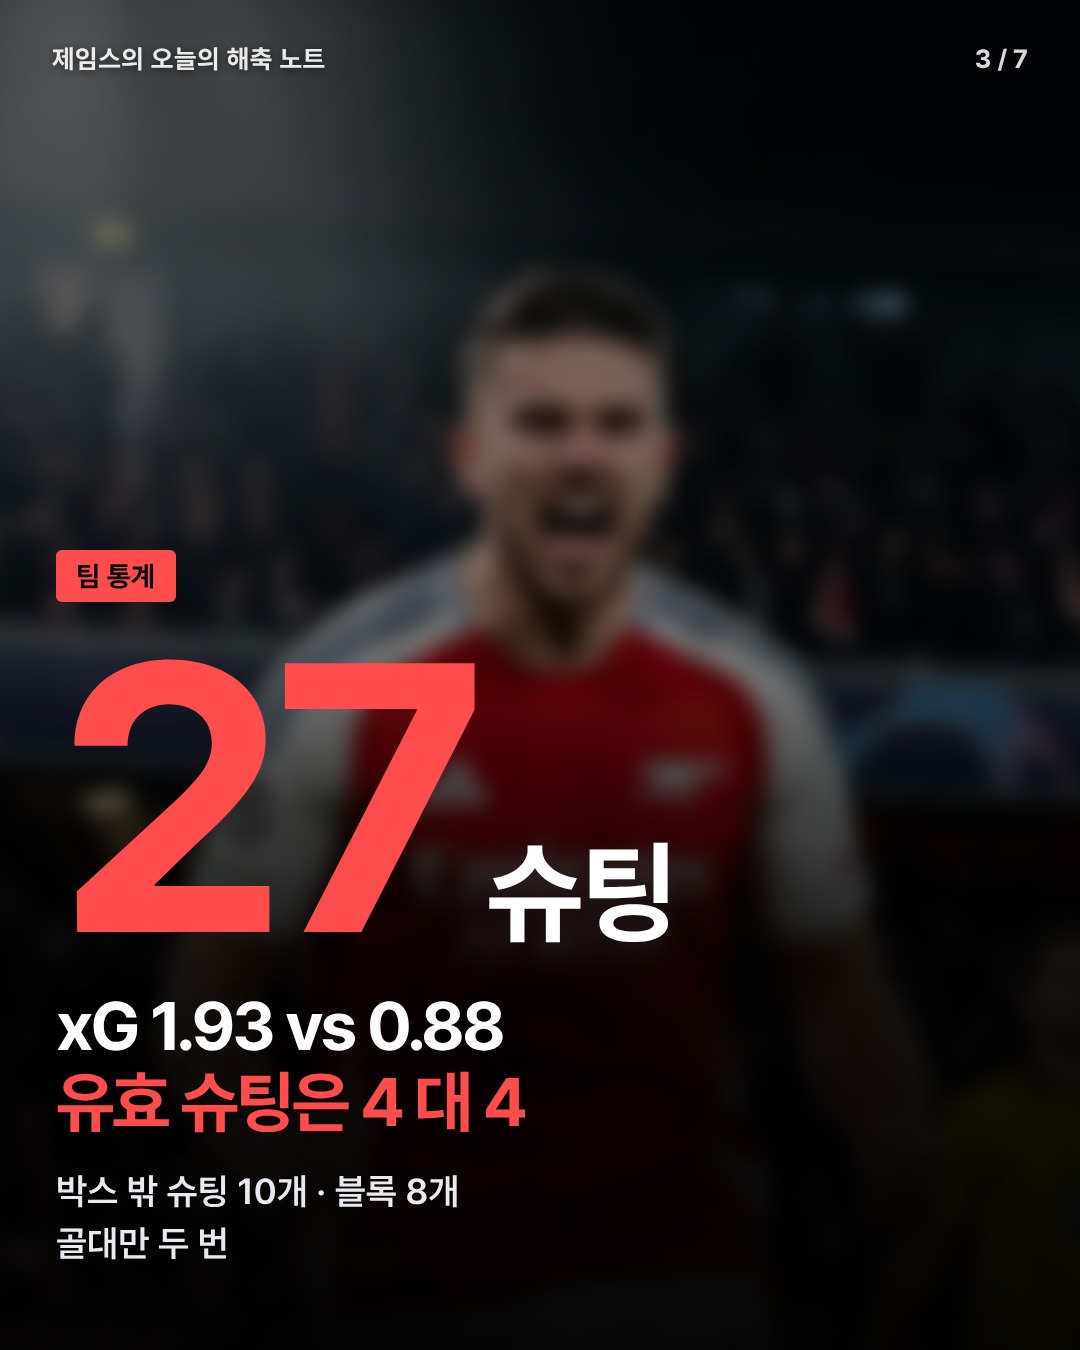 제임스의 오늘의 해축 노트
3 / 7
팀 통계
27 슈팅
xG 1.93 vs 0.88
유효 슈팅은 4 대 4
박스 밖 슈팅 10개 · 블록 8개
골대만 두 번